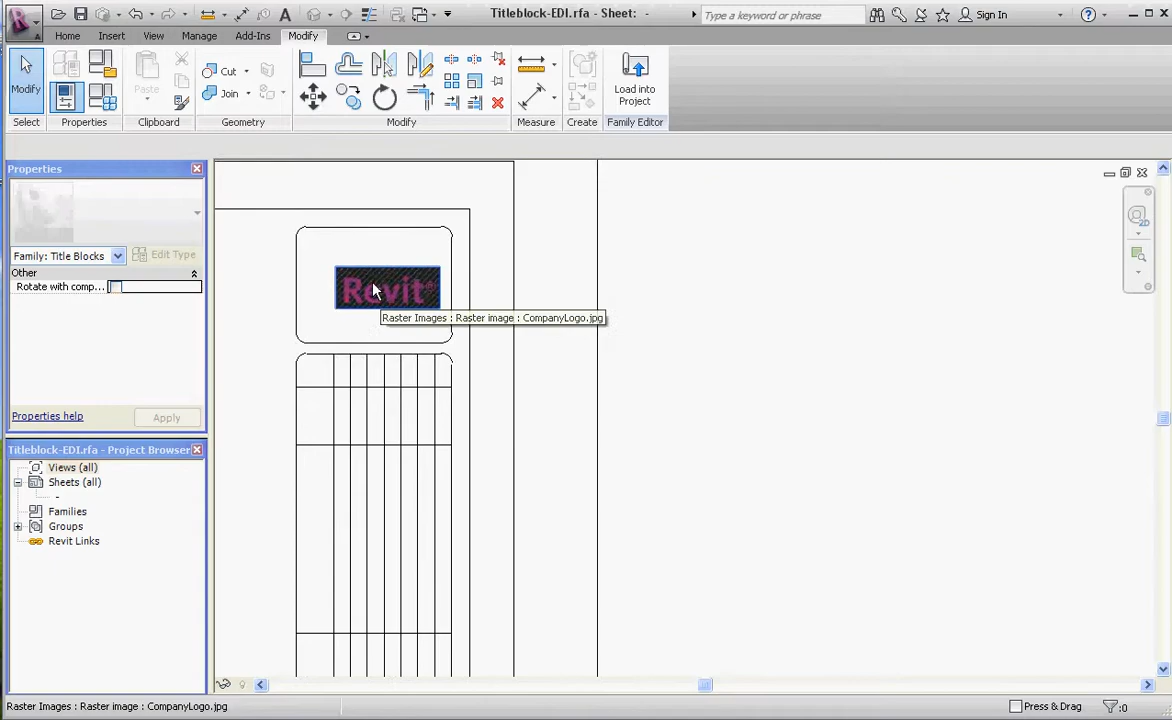 Titleblock-EDI.rfa - Sheet: -
Type a keyword or phrase
Sign In
Home Insert View Manage Add-Ins Modify
Modify
Paste
Cut
Join
Load into
Project
Select Properties Clipboard Geometry Modify Measure Create Family Editor
Properties
Family: Title Blocks
Edit Type
Other
Rotate with comp...
Properties help
Apply
Revit®
Raster Images : Raster image : CompanyLogo.jpg
Titleblock-EDI.rfa - Project Browser
Views (all)
Sheets (all)
-
Families
Groups
Revit Links
Raster Images : Raster image : CompanyLogo.jpg
Press & Drag
:0